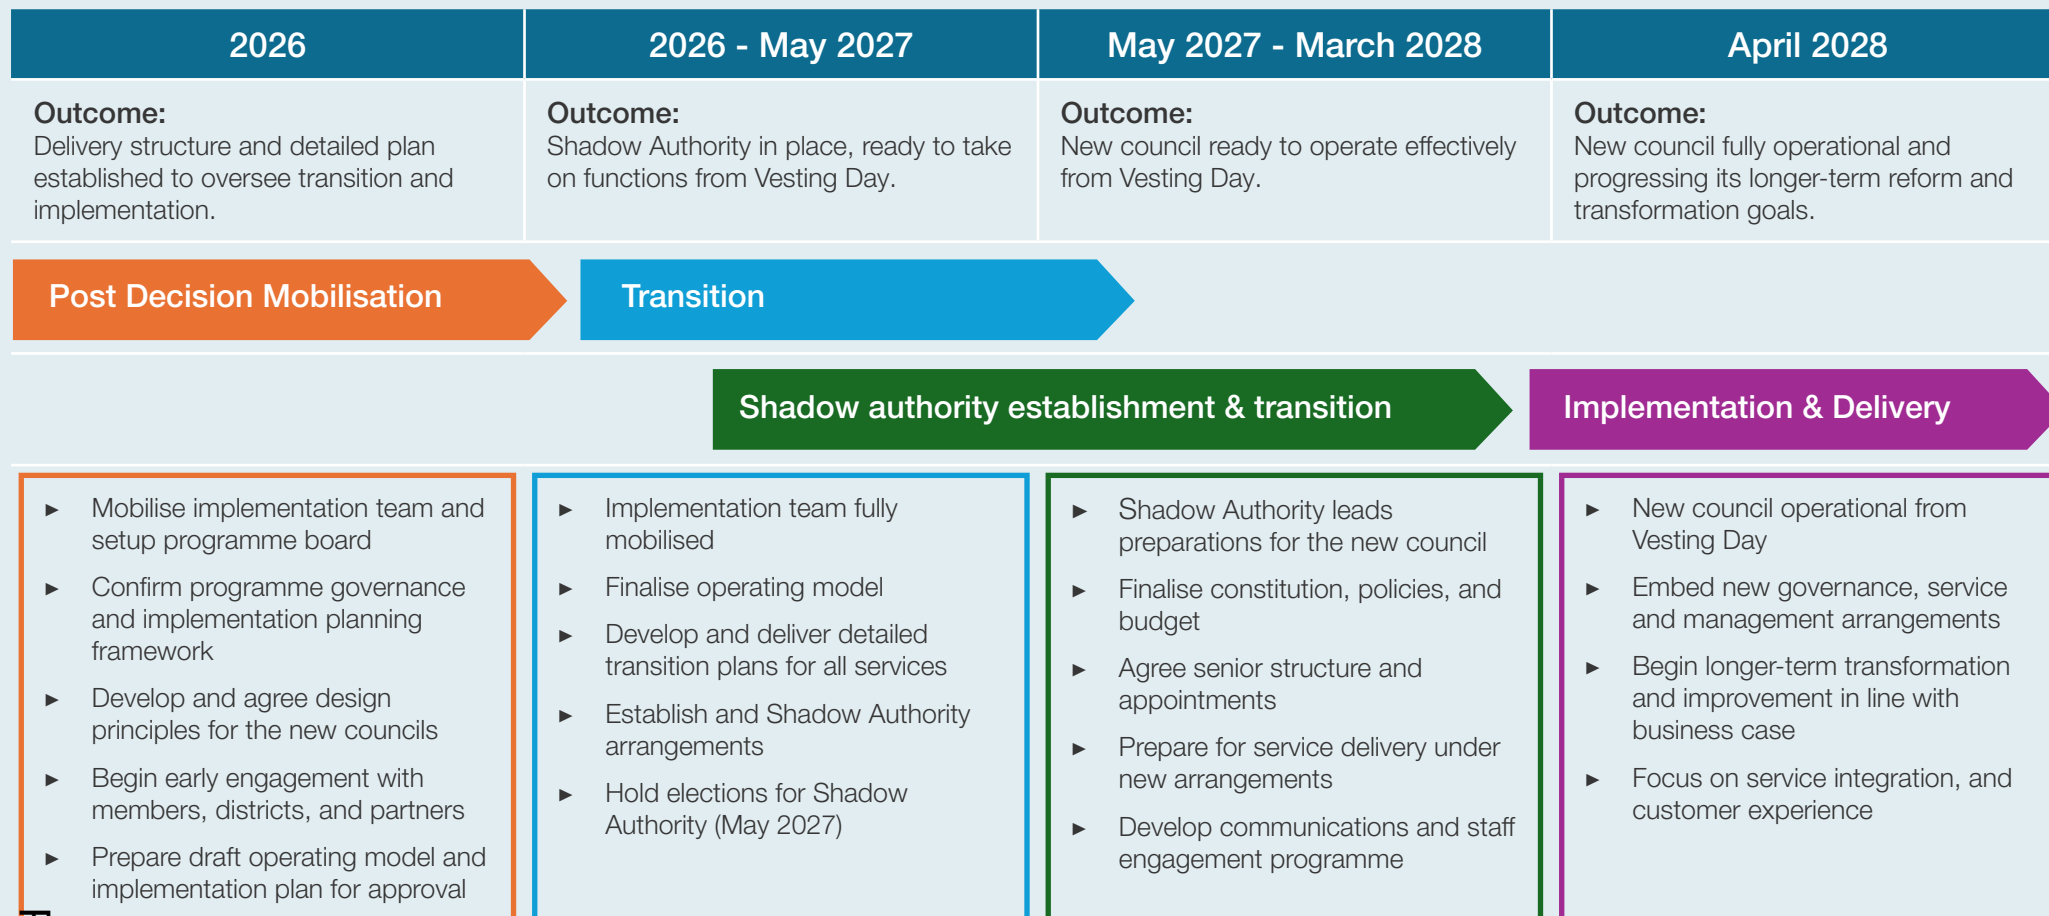 2026
2026 - May 2027
May 2027 - March 2028
April 2028
Outcome:
Delivery structure and detailed plan
established to oversee transition and
implementation.
Outcome:
Shadow Authority in place, ready to take
on functions from Vesting Day.
Outcome:
New council ready to operate effectively
from Vesting Day.
Outcome:
New council fully operational and
progressing its longer-term reform and
transformation goals.
Post Decision Mobilisation
Transition
Shadow authority establishment & transition
Implementation & Delivery
► Mobilise implementation team and
setup programme board
► Confirm programme governance
and implementation planning
framework
► Develop and agree design
principles for the new councils
► Begin early engagement with
members, districts, and partners
► Prepare draft operating model and
implementation plan for approval
► Implementation team fully
mobilised
► Finalise operating model
► Develop and deliver detailed
transition plans for all services
► Establish and Shadow Authority
arrangements
► Hold elections for Shadow
Authority (May 2027)
► Shadow Authority leads
preparations for the new council
► Finalise constitution, policies, and
budget
► Agree senior structure and
appointments
► Prepare for service delivery under
new arrangements
► Develop communications and staff
engagement programme
► New council operational from
Vesting Day
► Embed new governance, service
and management arrangements
► Begin longer-term transformation
and improvement in line with
business case
► Focus on service integration, and
customer experience